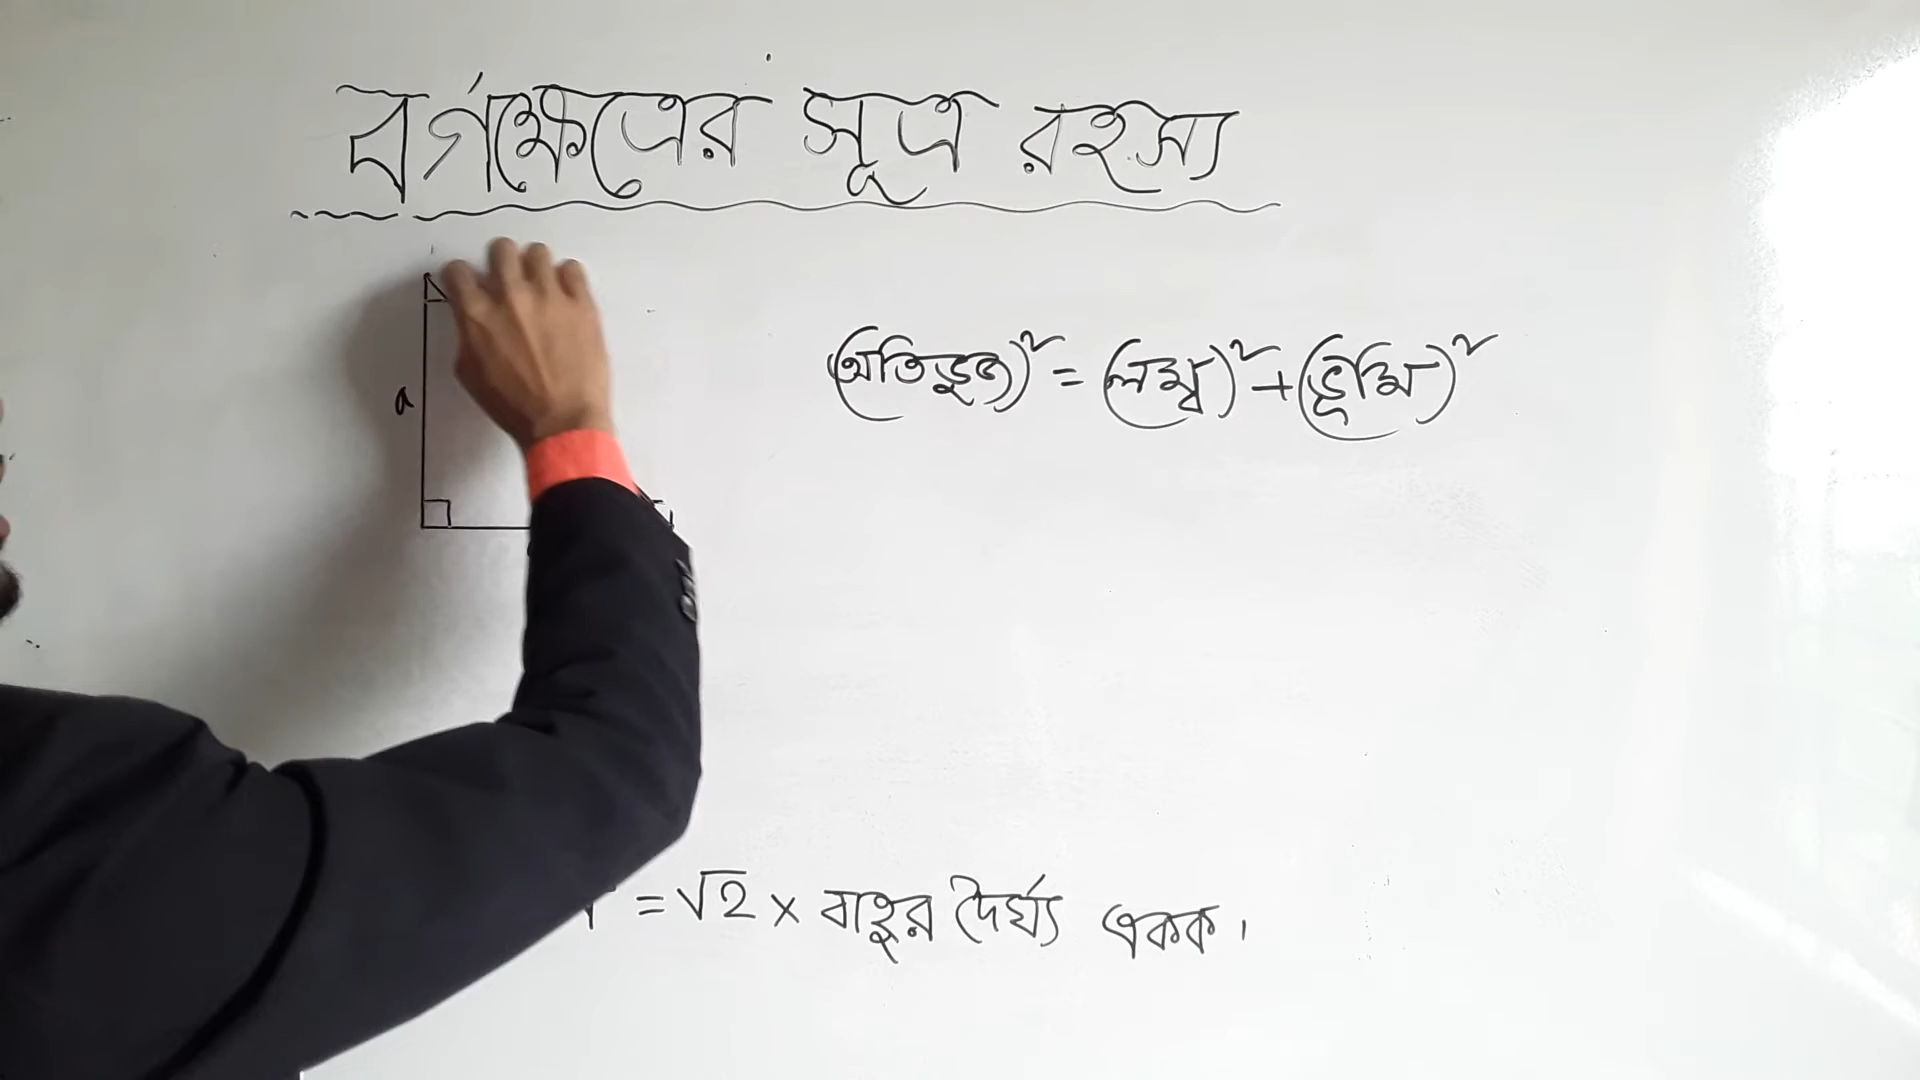 বর্গক্ষেত্রের সূত্র রহস্য
a
(অতিভুজ)² = (লম্ব)² + (ভূমি)²
= √2 × বাহুর দৈর্ঘ্য একক।